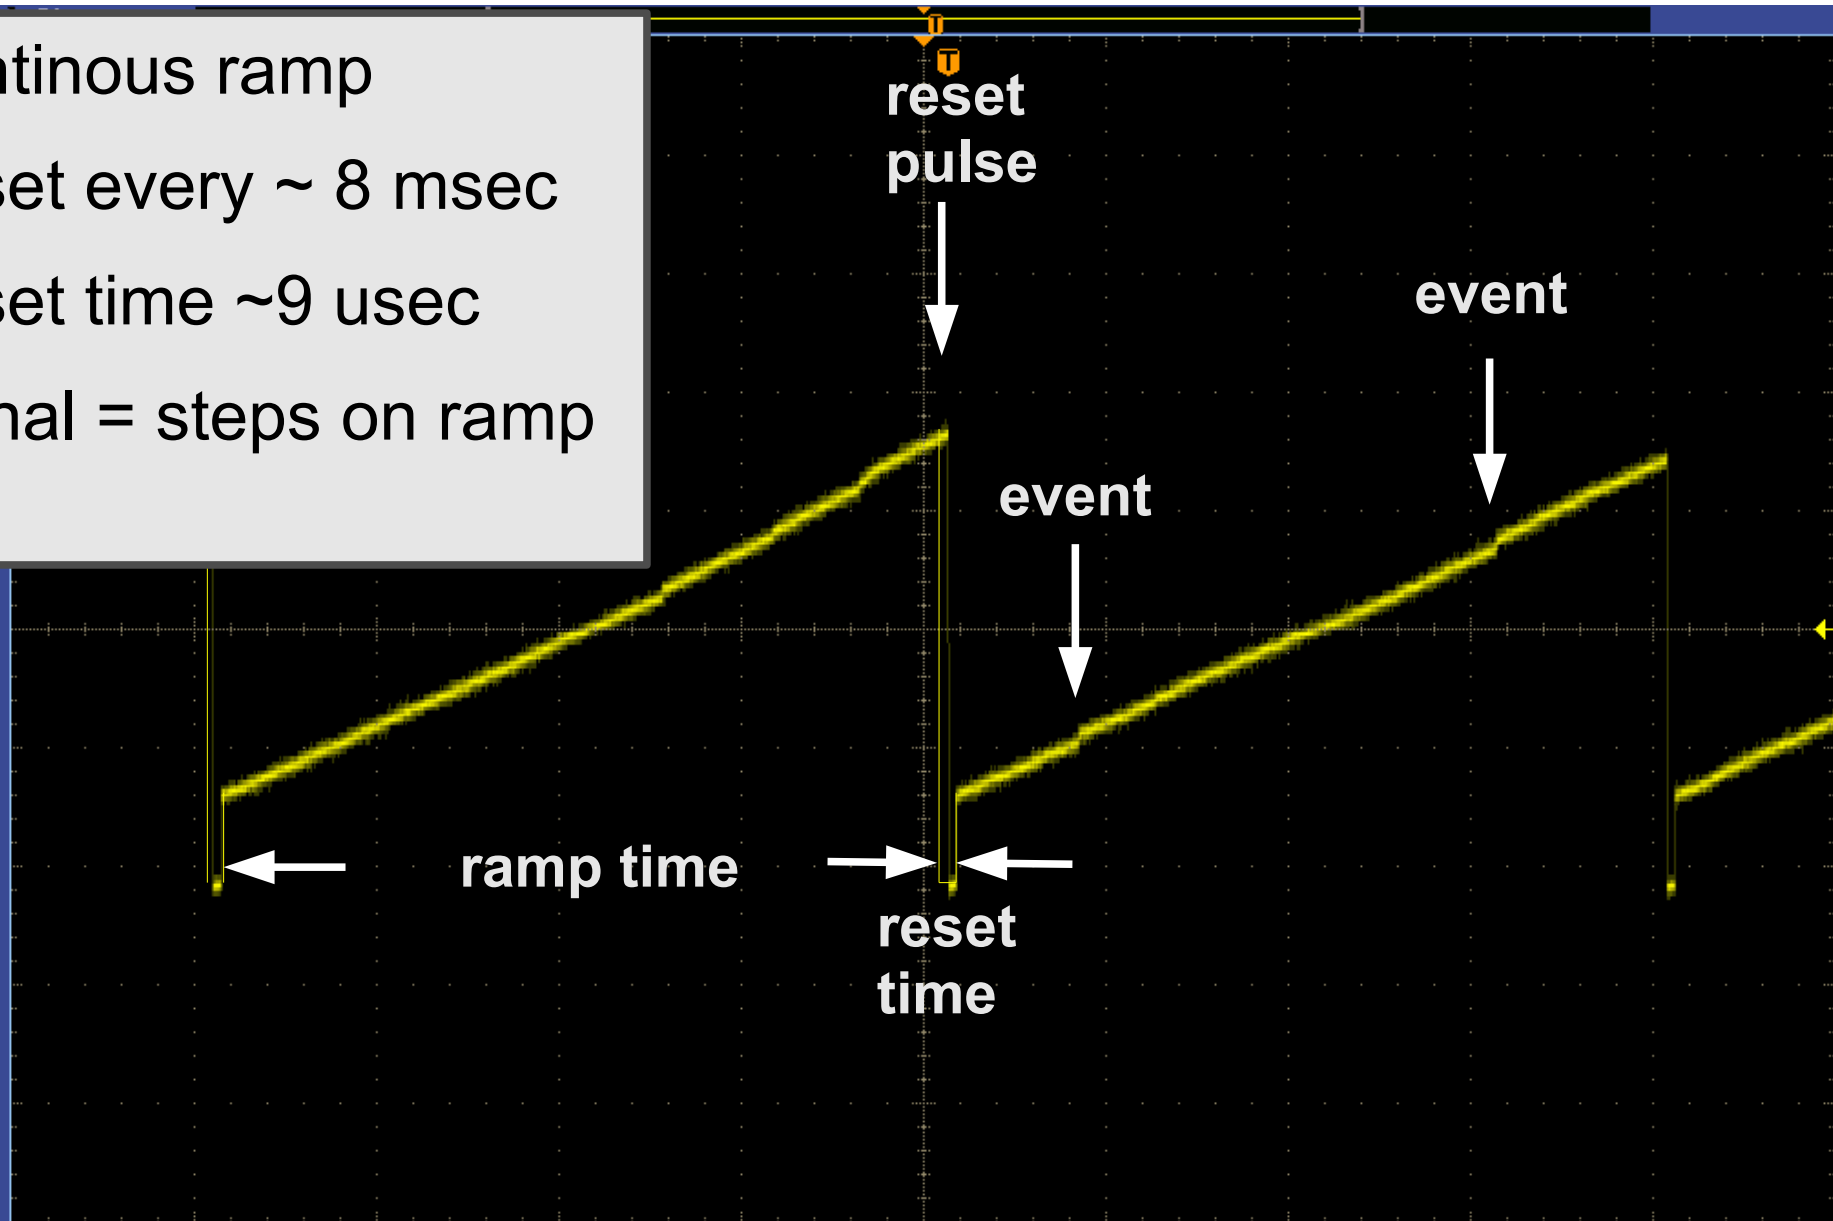 ntinous ramp
set every ~ 8 msec
set time ~9 usec
nal = steps on ramp
T
T
reset
pulse
event
event
ramp time
reset
time